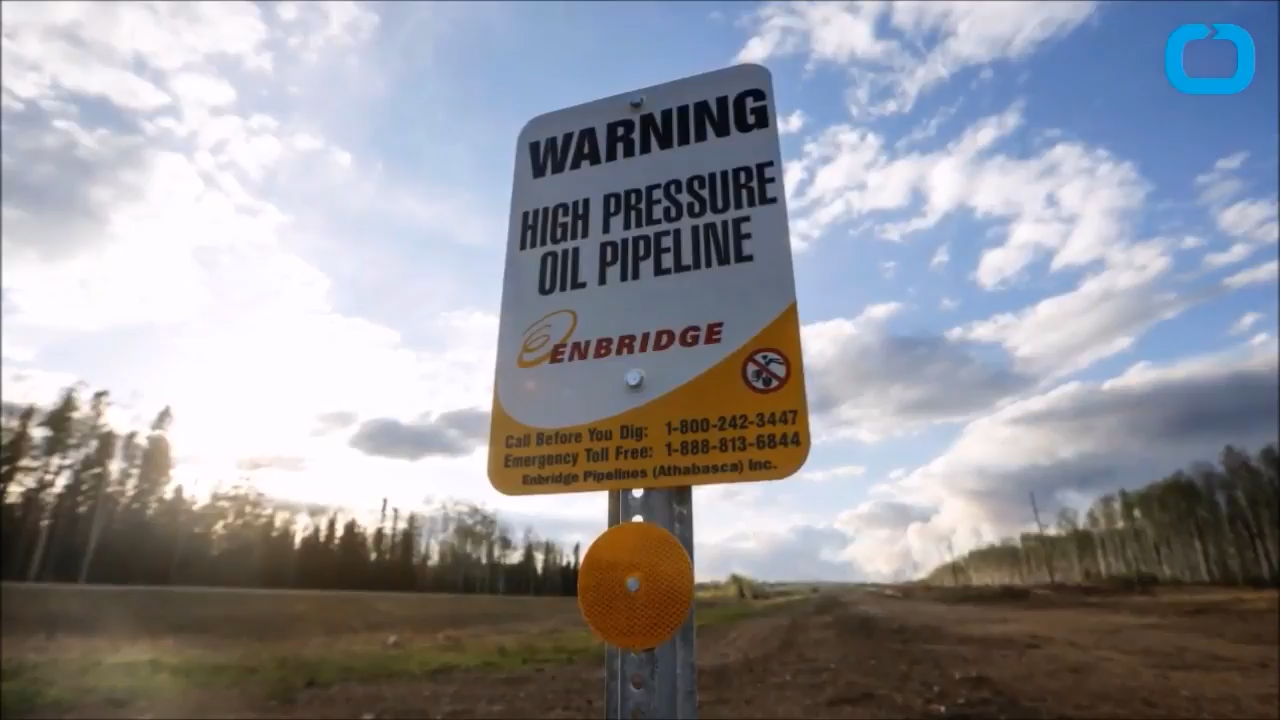 WARNING
HIGH PRESSURE
OIL PIPELINE
ENBRIDGE
Call Before You Dig: 1-800-242-3447
Emergency Toll Free: 1-888-813-6844
Enbridge Pipelines (Athabasca) Inc.